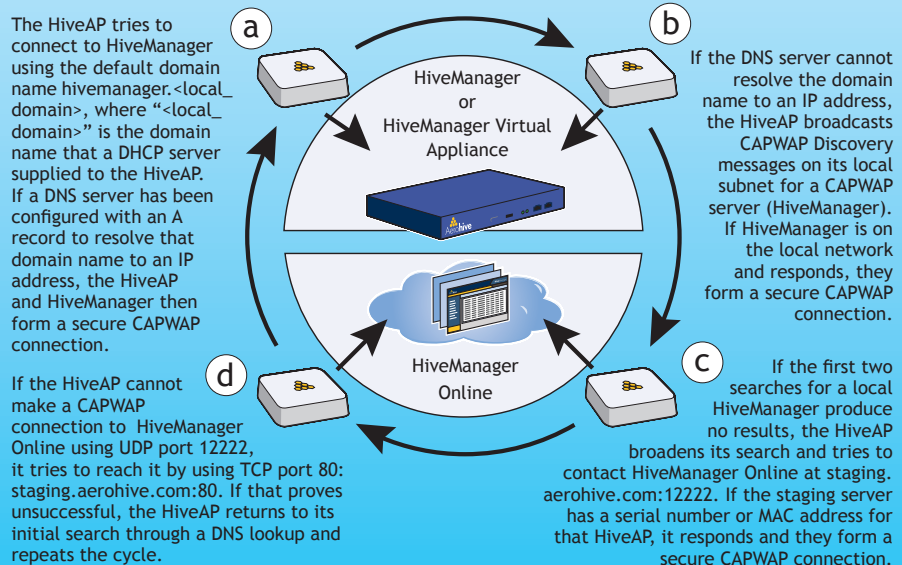 The HiveAP tries to
connect to HiveManager
using the default domain
name hivemanager.<local_
domain>, where “<local_
domain>” is the domain
name that a DHCP server
supplied to the HiveAP.
If a DNS server has been
configured with an A
record to resolve that
domain name to an IP
address, the HiveAP
and HiveManager then
form a secure CAPWAP
connection.
a
HiveManager
or
HiveManager Virtual
Appliance
Aerohive
b
If the DNS server cannot
resolve the domain
name to an IP address,
the HiveAP broadcasts
CAPWAP Discovery
messages on its local
subnet for a CAPWAP
server (HiveManager).
If HiveManager is on
the local network
and responds, they
form a secure CAPWAP
connection.
HiveManager
Online
c
If the first two
searches for a local
HiveManager produce
no results, the HiveAP
broadens its search and tries to
contact HiveManager Online at staging.
aerohive.com:12222. If the staging server
has a serial number or MAC address for
that HiveAP, it responds and they form a
secure CAPWAP connection.
d
If the HiveAP cannot
make a CAPWAP
connection to HiveManager
Online using UDP port 12222,
it tries to reach it by using TCP port 80:
staging.aerohive.com:80. If that proves
unsuccessful, the HiveAP returns to its
initial search through a DNS lookup and
repeats the cycle.